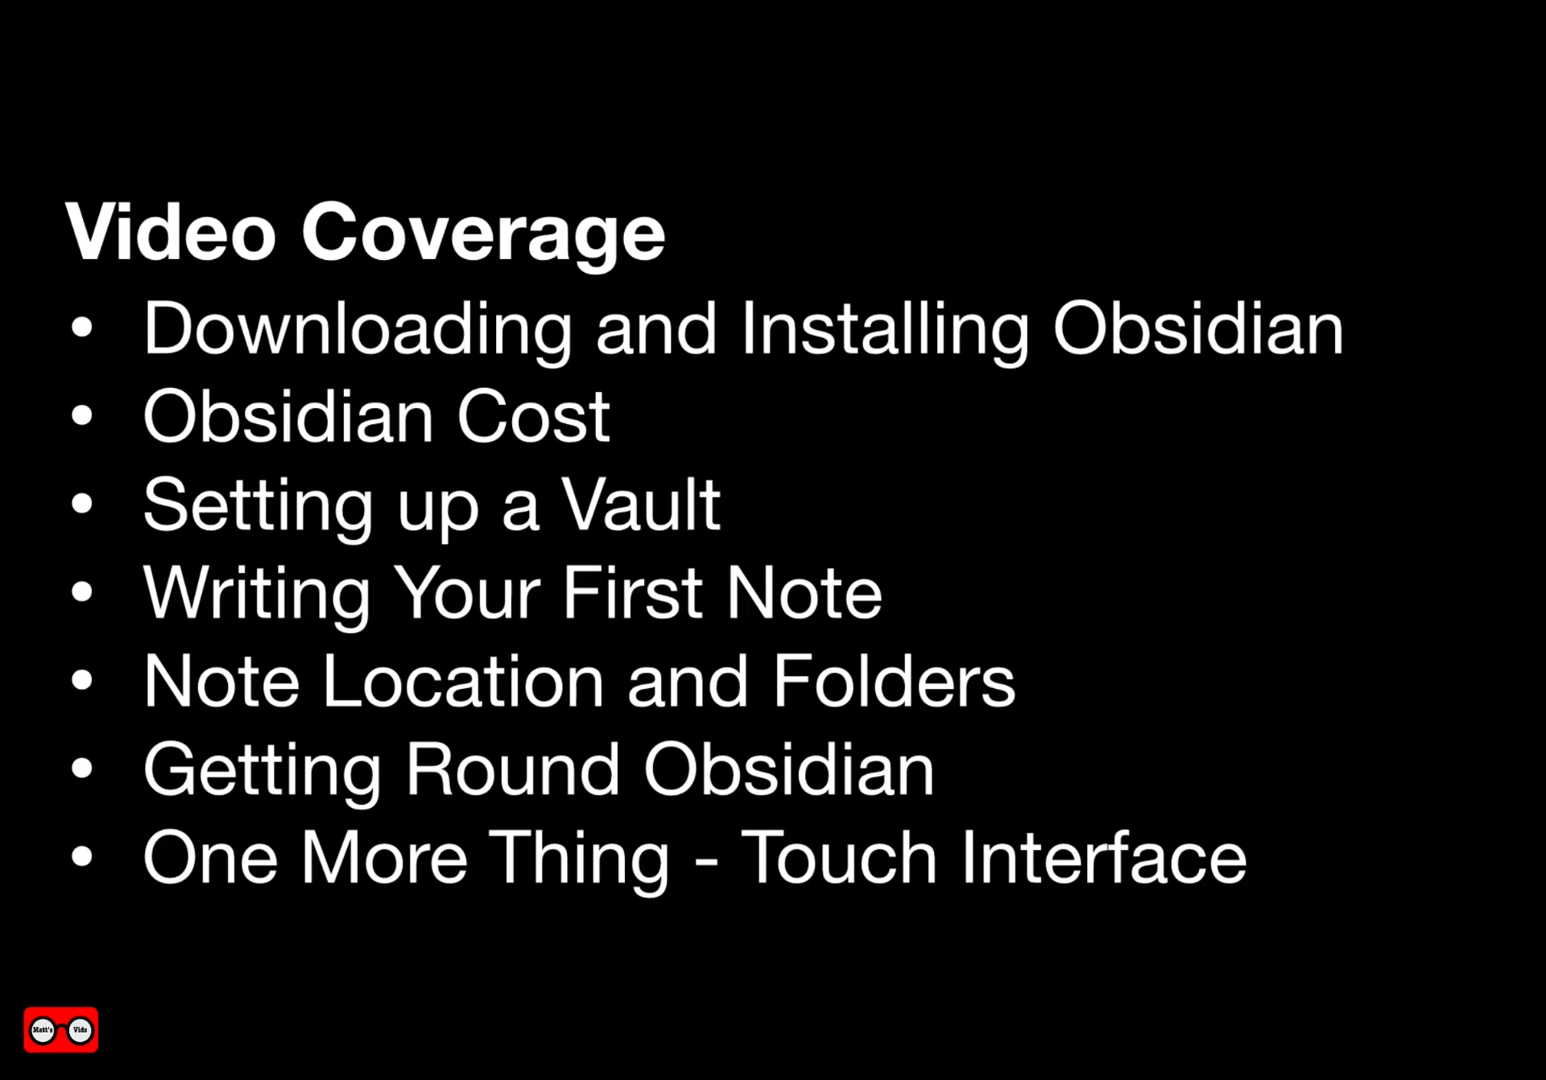 Video Coverage
• Downloading and Installing Obsidian
• Obsidian Cost
• Setting up a Vault
• Writing Your First Note
• Note Location and Folders
• Getting Round Obsidian
• One More Thing - Touch Interface
Matt's Vids